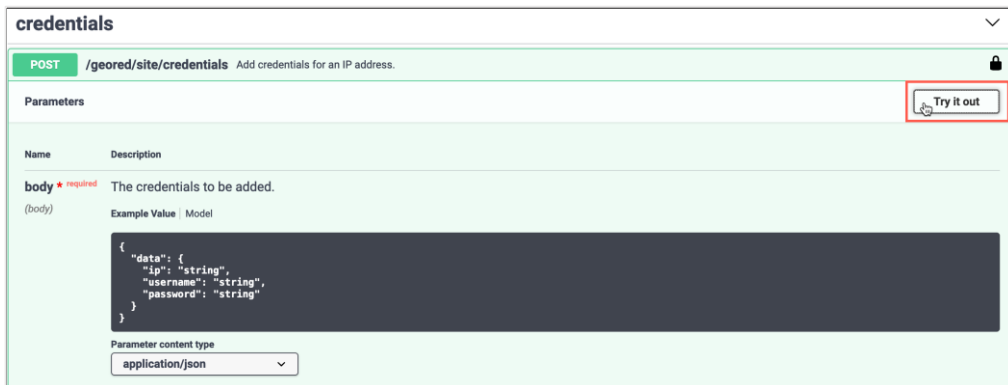 credentials
POST /geored/site/credentials Add credentials for an IP address.
Parameters
Try it out
Name Description
body * required The credentials to be added.
(body)
Example Value Model
{
"data": {
"ip": "string",
"username": "string",
"password": "string"
}
}
Parameter content type
application/json